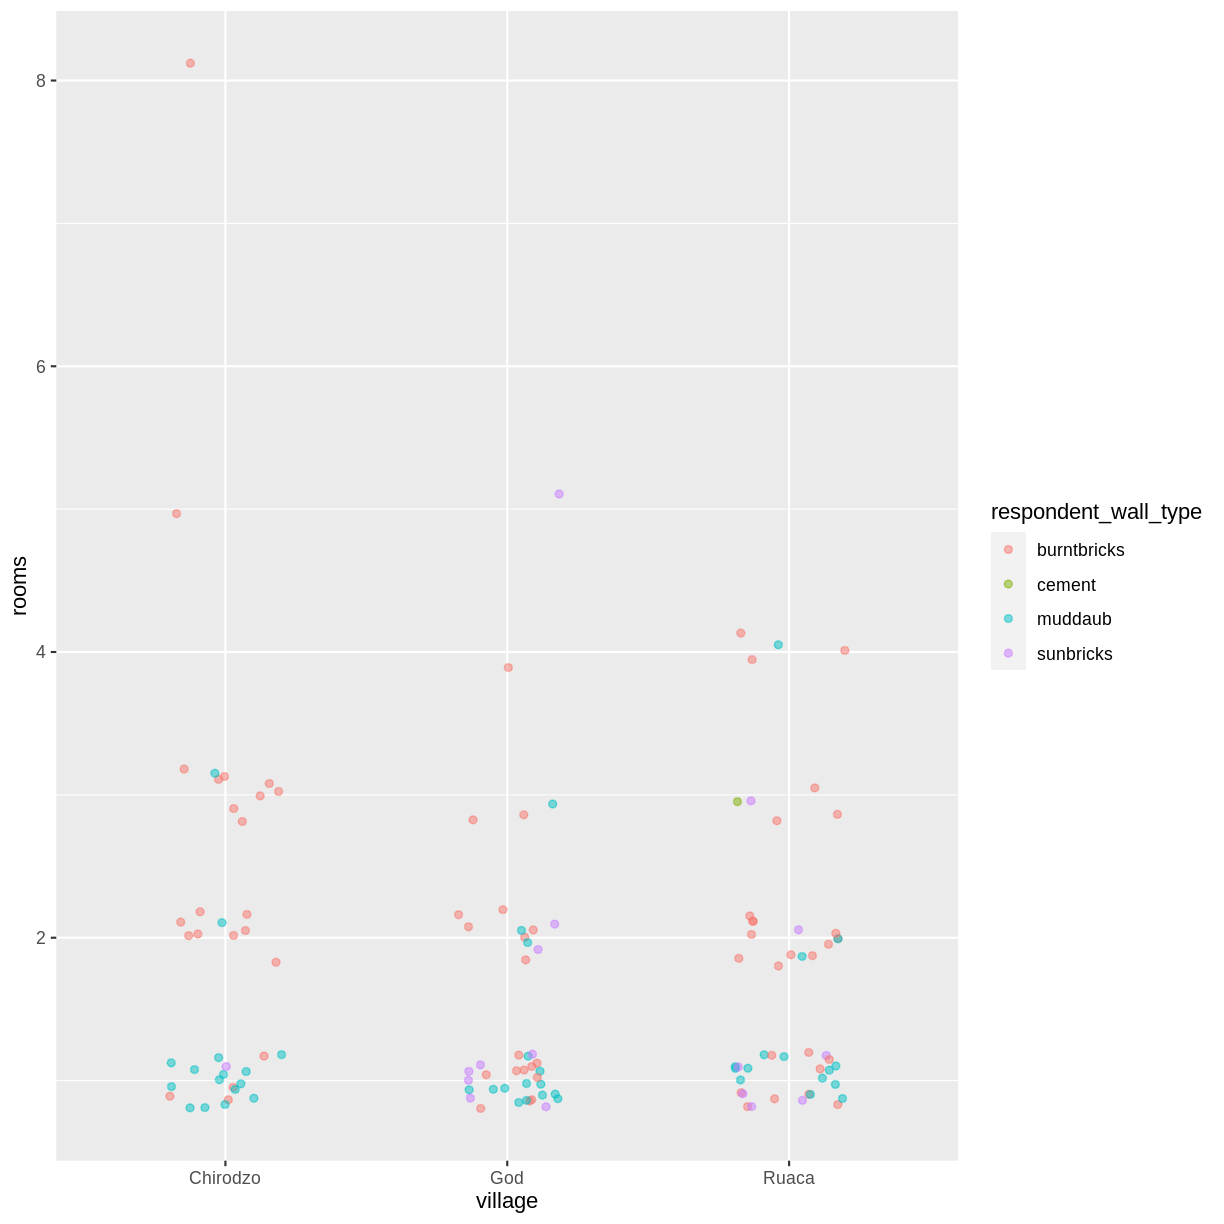 8
6
4
2
rooms
Chirodzo God Ruaca
village
respondent_wall_type
burntbricks
cement
muddaub
sunbricks